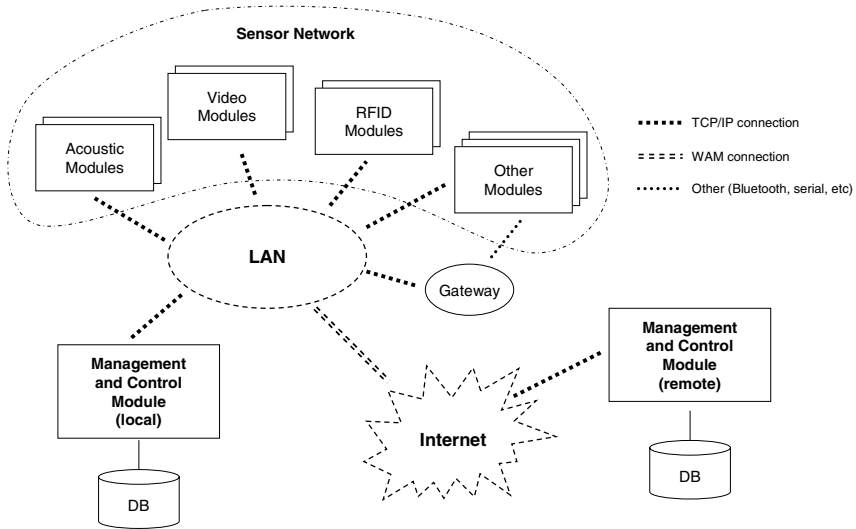 Sensor Network
Video
Modules
RFID
Modules
Acoustic
Modules
Other
Modules
TCP/IP connection
WAM connection
Other (Bluetooth, serial, etc)
LAN
Gateway
Management
and Control
Module
(local)
Management
and Control
Module
(remote)
Internet
DB
DB